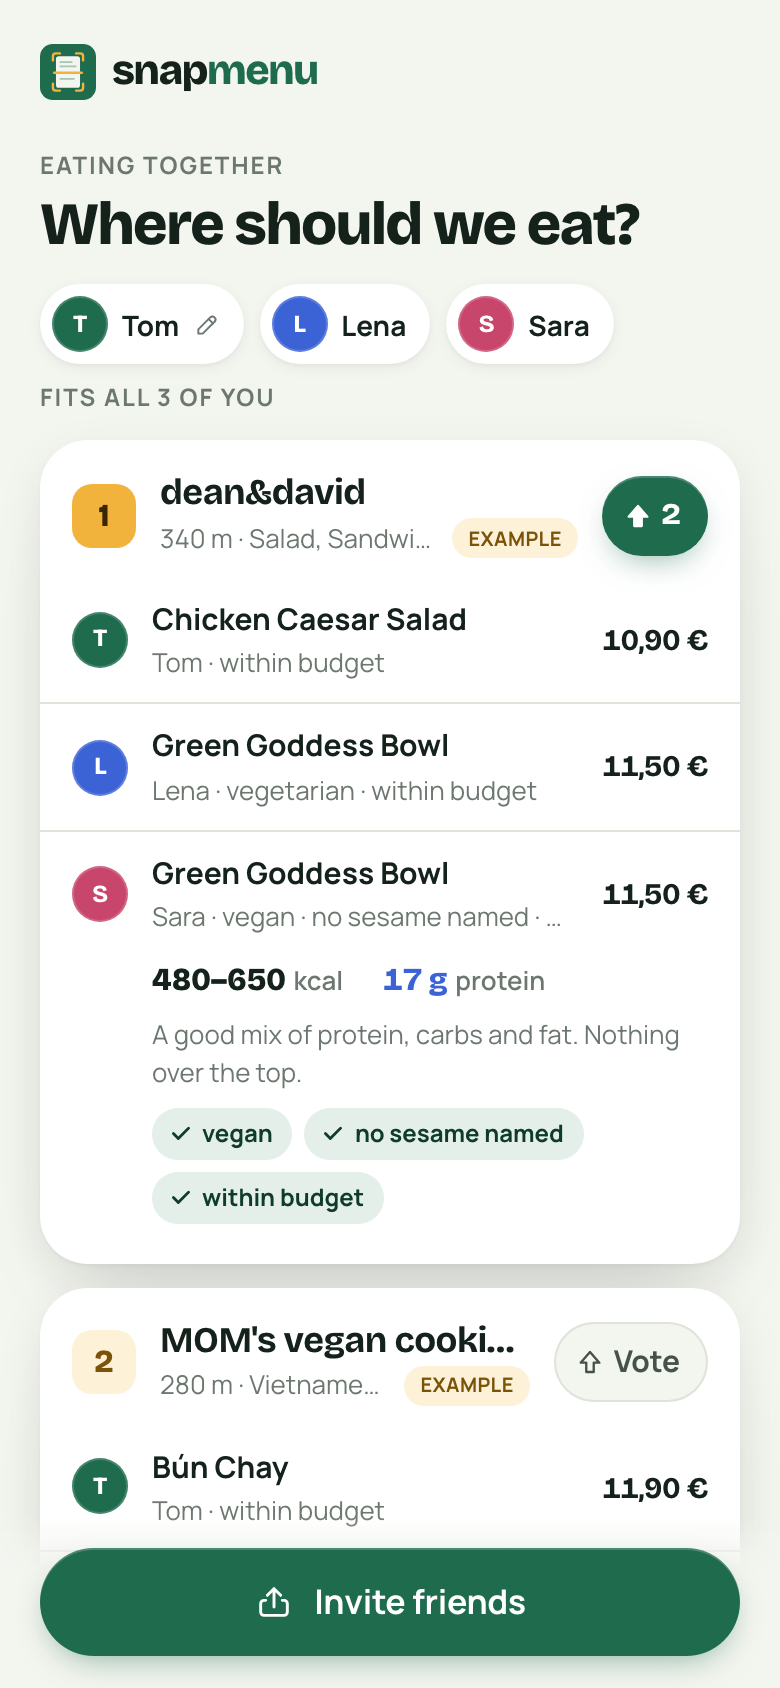 snapmenu
EATING TOGETHER
Where should we eat?
T Tom
L Lena
S Sara
FITS ALL 3 OF YOU
1 dean&david
340 m · Salad, Sandwi... EXAMPLE
2
T Chicken Caesar Salad
Tom · within budget
10,90 €
L Green Goddess Bowl
Lena · vegetarian · within budget
11,50 €
S Green Goddess Bowl
Sara · vegan · no sesame named · ...
11,50 €
480–650 kcal 17 g protein
A good mix of protein, carbs and fat. Nothing
over the top.
vegan no sesame named
within budget
2 MOM's vegan cooki...
280 m · Vietname... EXAMPLE
Vote
T Bún Chay
Tom · within budget
11,90 €
Invite friends